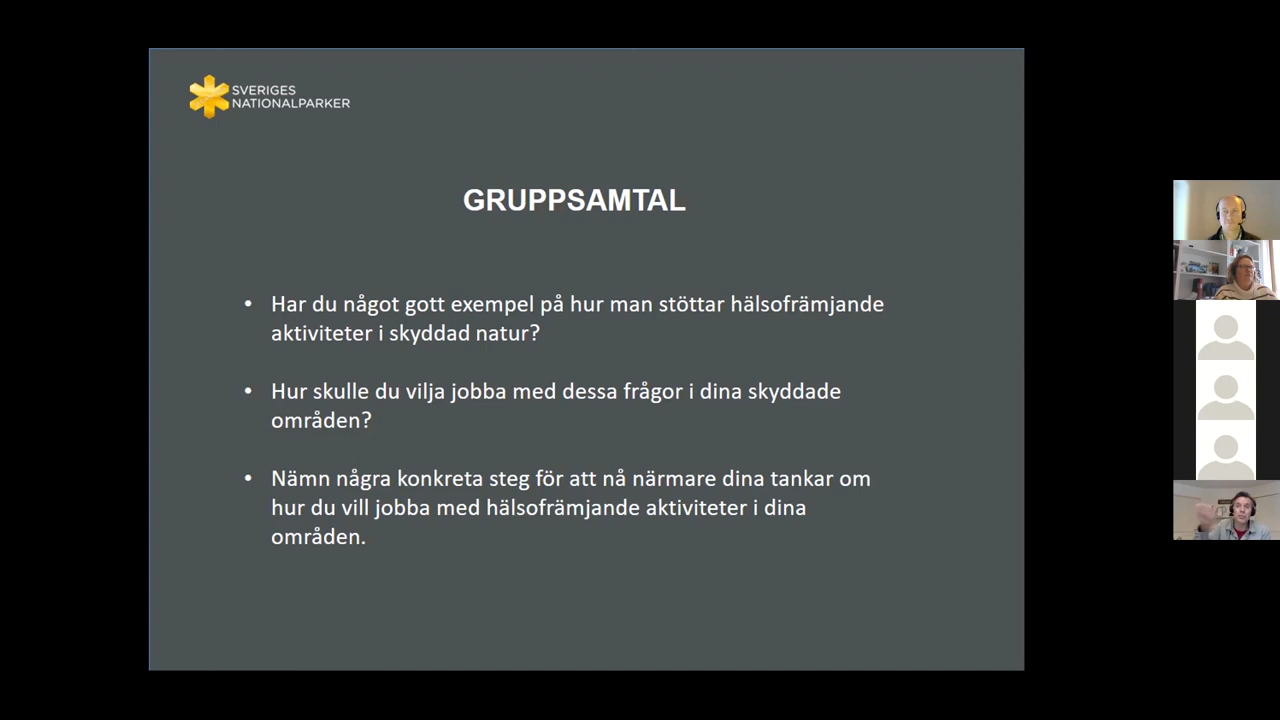 SVERIGES
NATIONALPARKER
GRUPPSAMTAL
• Har du något gott exempel på hur man stöttar hälsofrämjande
aktiviteter i skyddad natur?
• Hur skulle du vilja jobba med dessa frågor i dina skyddade
områden?
• Nämn några konkreta steg för att nå närmare dina tankar om
hur du vill jobba med hälsofrämjande aktiviteter i dina
områden.